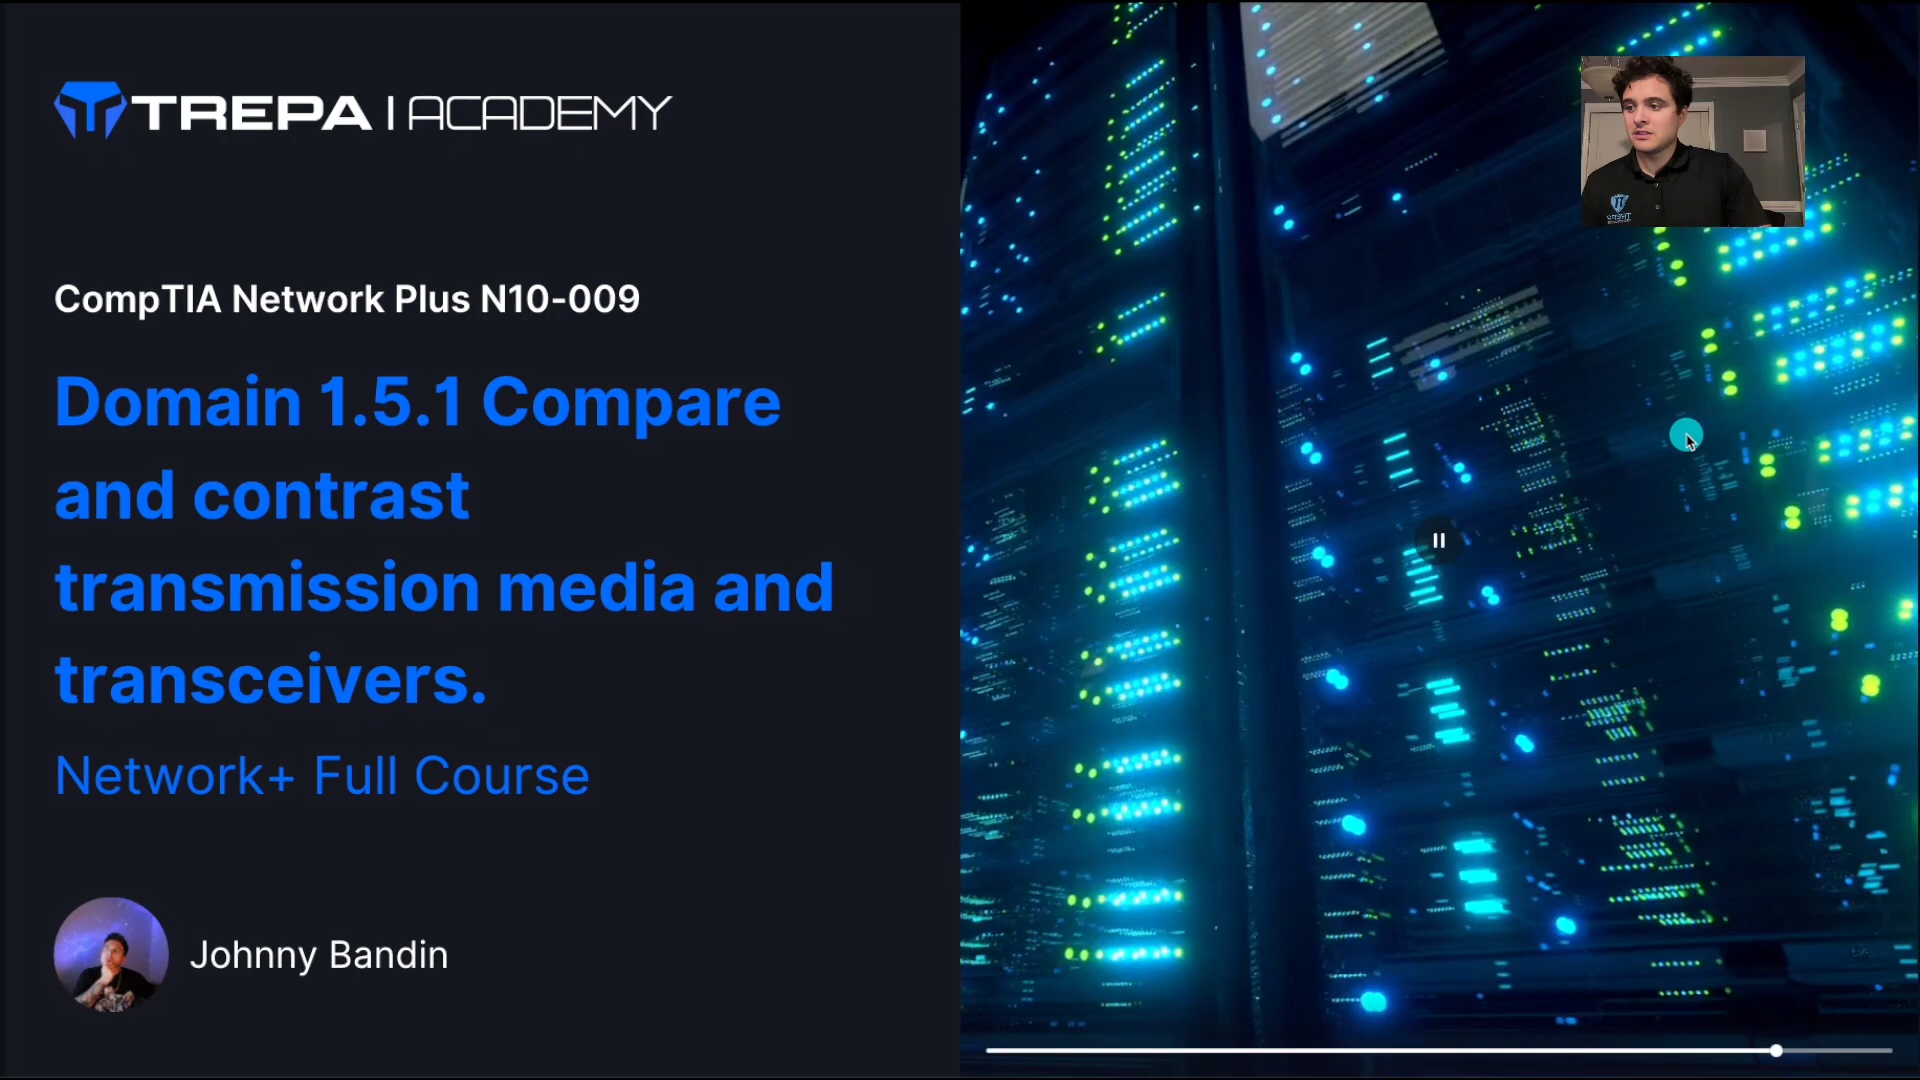 TREPA | ACADEMY
CompTIA Network Plus N10-009
Domain 1.5.1 Compare
and contrast
transmission media and
transceivers.
Network+ Full Course
Johnny Bandin